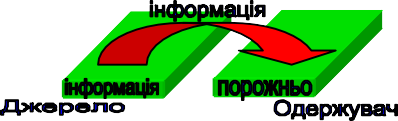 інформація
інформація порожньо
Джерело Одержувач